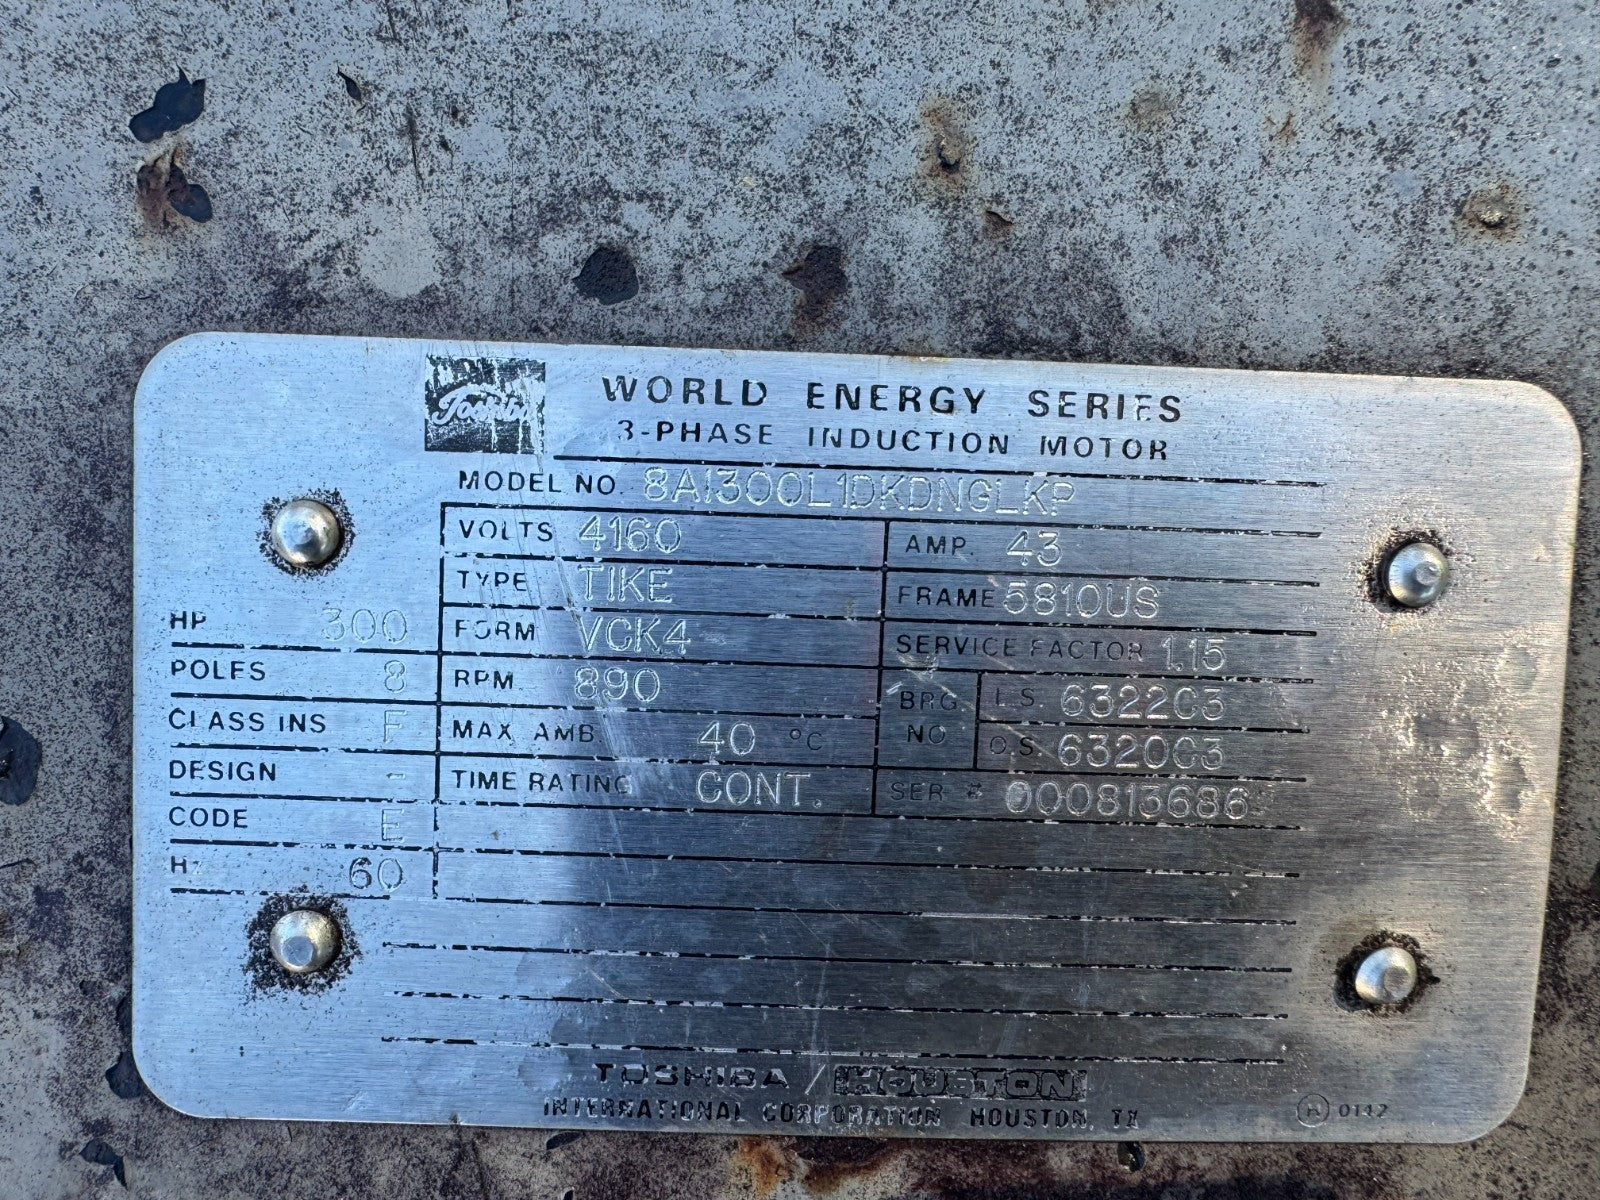 Toshiba
WORLD ENERGY SERIES
3-PHASE INDUCTION MOTOR
MODEL NO. 8A1300L1DKDNGLKP
VOLTS 4160 AMP. 43
TYPE TIKE FRAME 5810US
HP 300 FORM VCK4 SERVICE FACTOR 1.15
POLES 8 RPM 890 BRG NO L.S. 6322C3
CLASS INS F MAX AMB 40 °C O.S. 6320C3
DESIGN - TIME RATING CONT. SER # 000813686
CODE E
HZ 60
TOSHIBA / HOUSTON
INTERNATIONAL CORPORATION HOUSTON, TX
H 0142